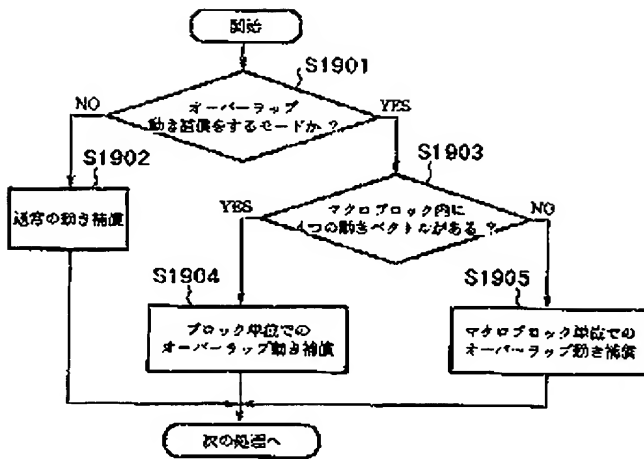 開始
S1901
オーバーラップ
動き補償をするモードか?
NO
YES
S1902
通常の動き補償
S1903
マクロブロック内に
4つの動きベクトルがある?
YES
NO
S1904
ブロック単位での
オーバーラップ動き補償
S1905
マクロブロック単位での
オーバーラップ動き補償
次の処理へ